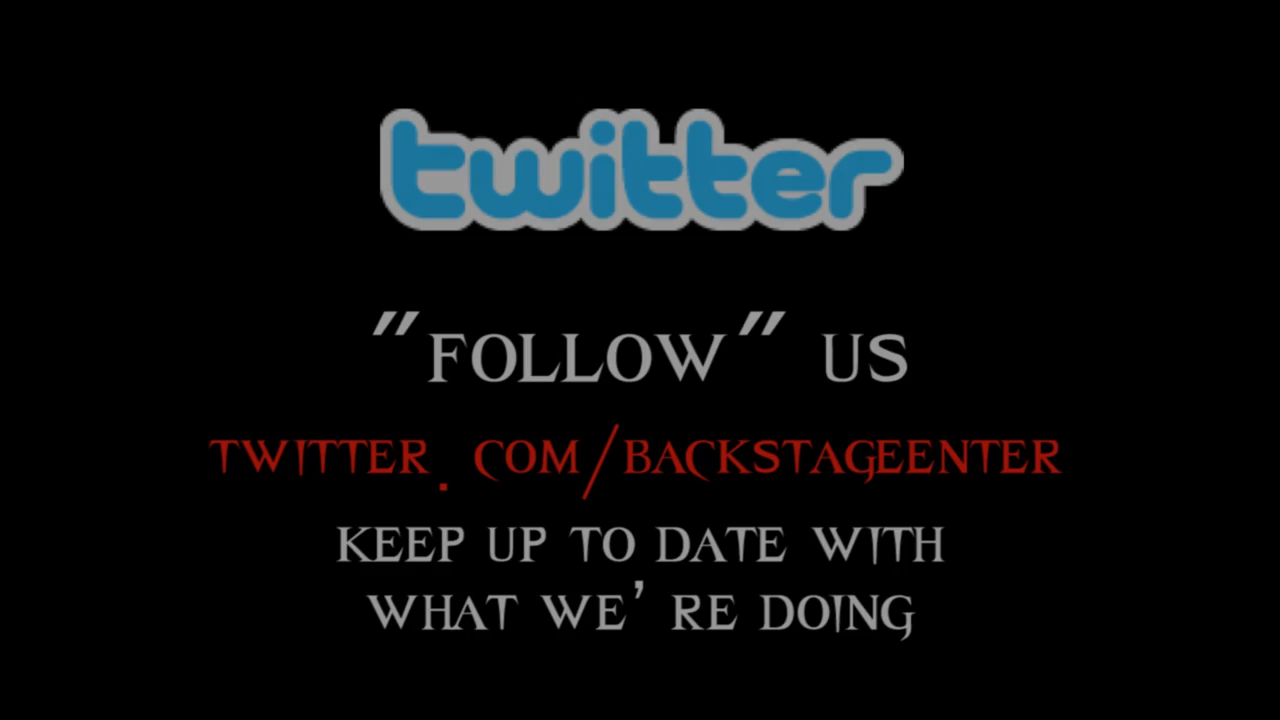 twitter
"FOLLOW" US
TWITTER. COM/BACKSTAGEENTER
KEEP UP TO DATE WITH
WHAT WE' RE DOING